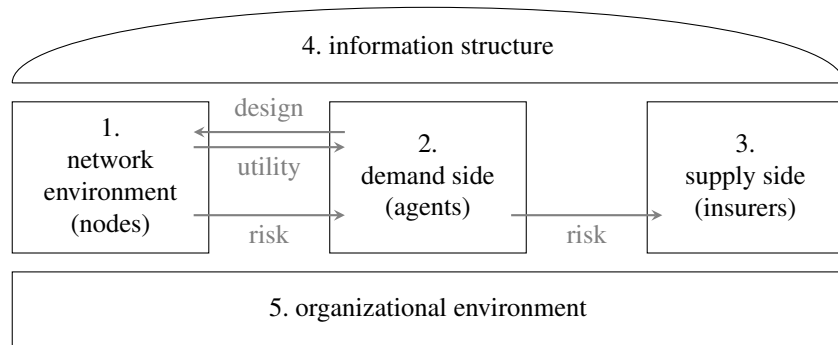 4. information structure
design
1.
network
environment
(nodes)
utility
risk
2.
demand side
(agents)
risk
3.
supply side
(insurers)
5. organizational environment